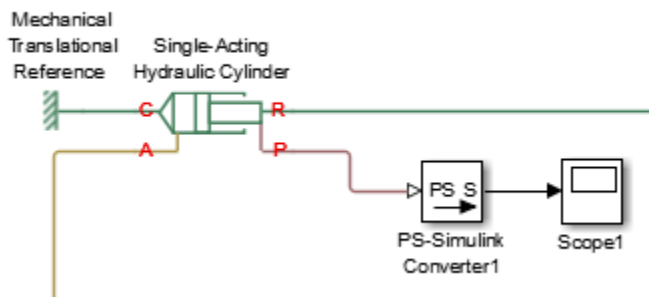 Mechanical
Translational
Reference
Single-Acting
Hydraulic Cylinder
C
R
A
P
PS S
PS-Simulink
Converter1
Scope1